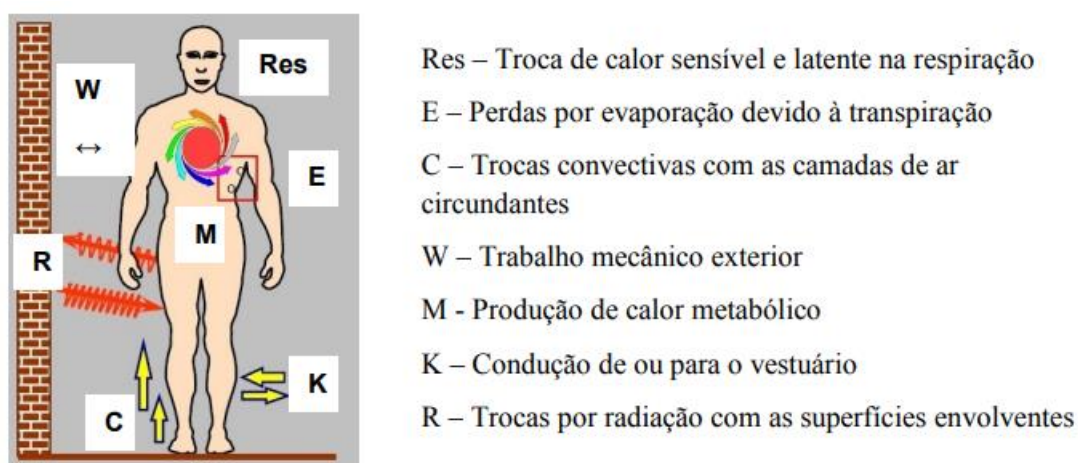 Res
W
↔
E
M
R
K
C
Res – Troca de calor sensível e latente na respiração
E – Perdas por evaporação devido à transpiração
C – Trocas convectivas com as camadas de ar
circundantes
W – Trabalho mecânico exterior
M - Produção de calor metabólico
K – Condução de ou para o vestuário
R – Trocas por radiação com as superfícies envolventes